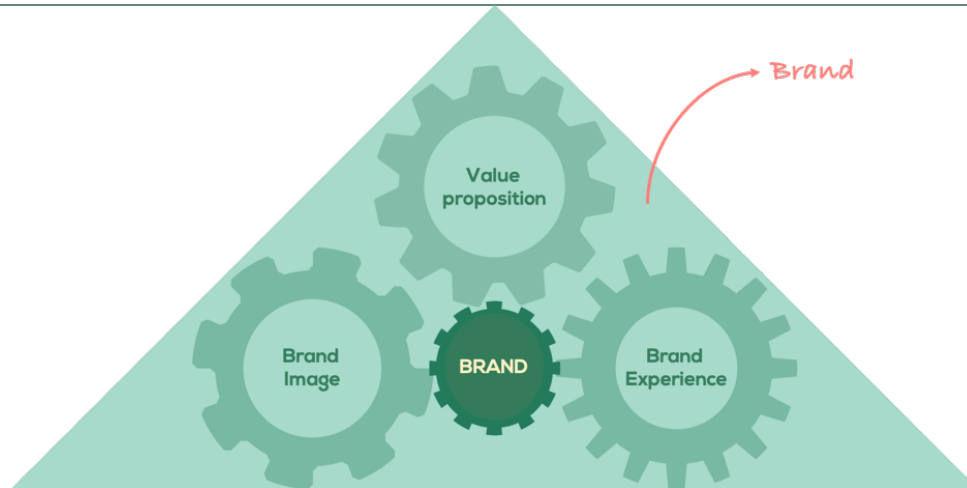 Brand
Value
proposition
Brand
Image
BRAND
Brand
Experience